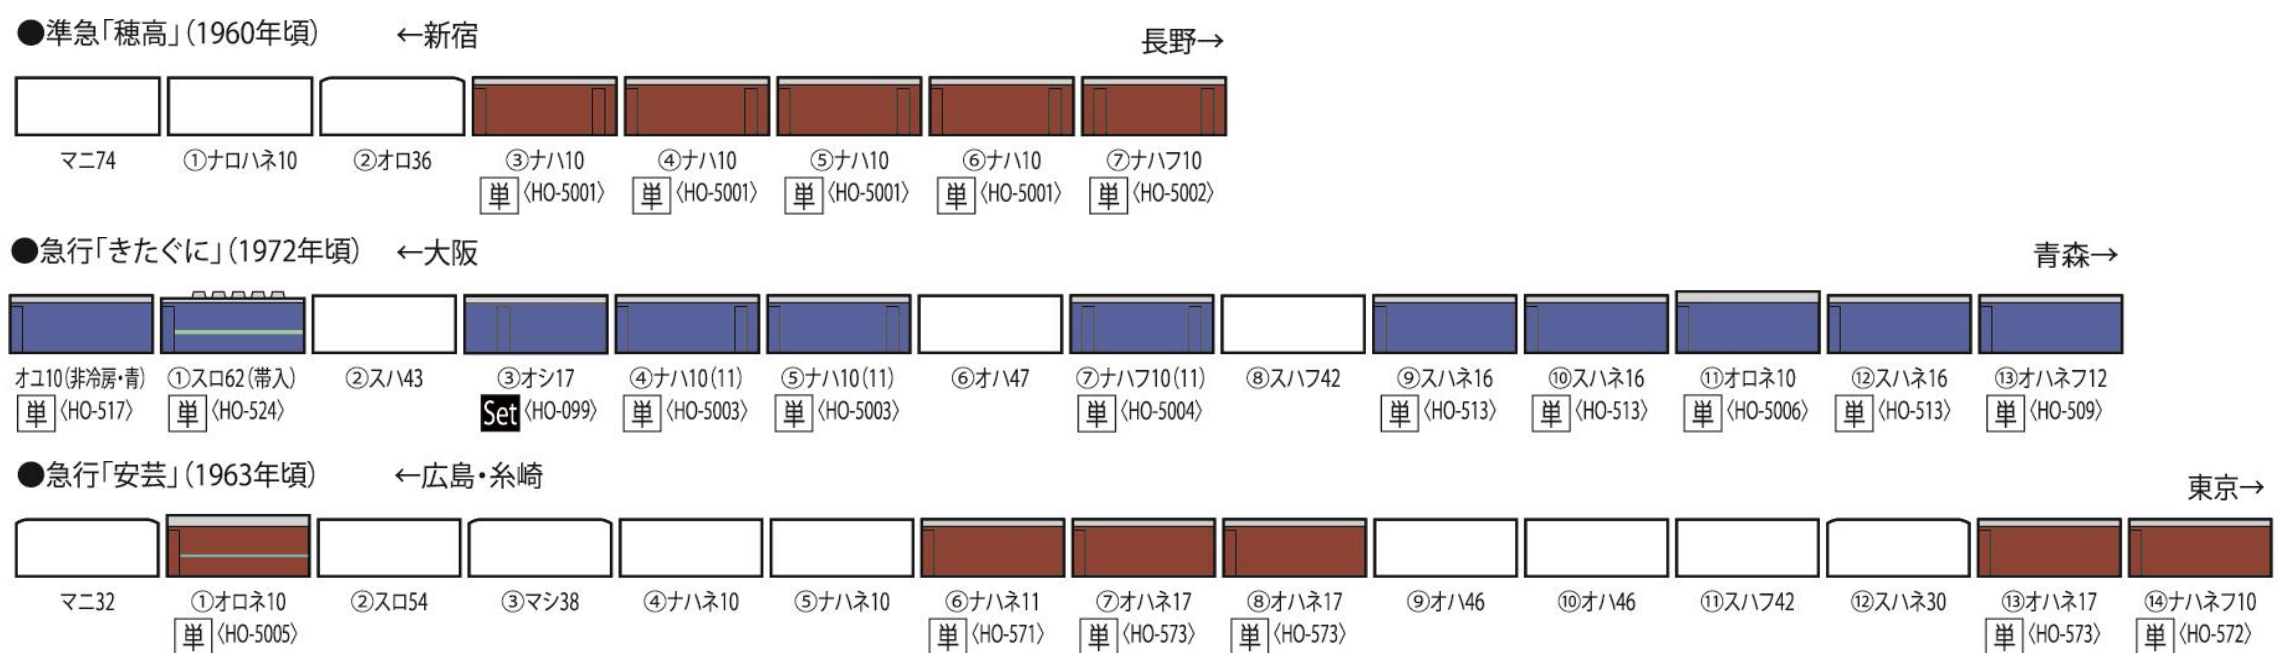 ●準急「穂高」（1960年頃） ←新宿 長野→
マニ74 ①ナロハネ10 ②オロ36 ③ナハ10 ④ナハ10 ⑤ナハ10 ⑥ナハ10 ⑦ナハフ10
単〈HO-5001〉 単〈HO-5001〉 単〈HO-5001〉 単〈HO-5001〉 単〈HO-5002〉
●急行「きたぐに」（1972年頃） ←大阪 青森→
オユ10（非冷房・青） ①スロ62（帯入） ②スハ43 ③オシ17 ④ナハ10（11） ⑤ナハ10（11） ⑥オハ47 ⑦ナハフ10（11） ⑧スハフ42 ⑨スハネ16 ⑩スハネ16 ⑪オロネ10 ⑫スハネ16 ⑬オハネフ12
単〈HO-517〉 単〈HO-524〉 Set〈HO-099〉 単〈HO-5003〉 単〈HO-5003〉 単〈HO-5004〉 単〈HO-513〉 単〈HO-513〉 単〈HO-5006〉 単〈HO-513〉 単〈HO-509〉
●急行「安芸」（1963年頃） ←広島・糸崎 東京→
マニ32 ①オロネ10 ②スロ54 ③マシ38 ④ナハネ10 ⑤ナハネ10 ⑥ナハネ11 ⑦オハネ17 ⑧オハネ17 ⑨オハ46 ⑩オハ46 ⑪スハフ42 ⑫スハネ30 ⑬オハネ17 ⑭ナハネフ10
単〈HO-5005〉 単〈HO-571〉 単〈HO-573〉 単〈HO-573〉 単〈HO-573〉 単〈HO-572〉